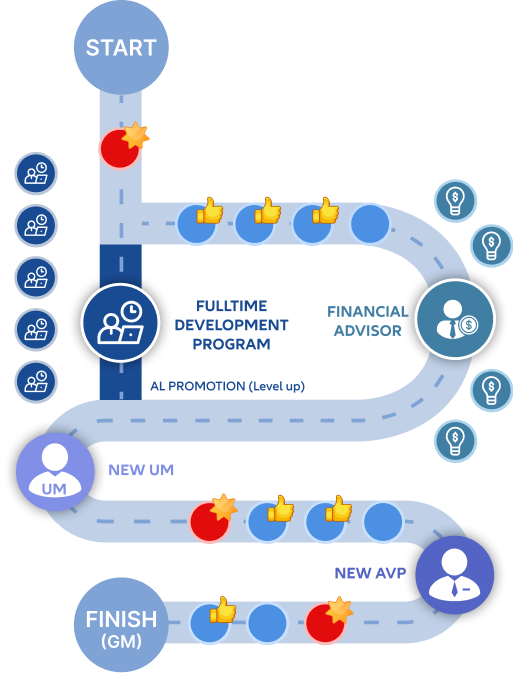 START
FULLTIME
DEVELOPMENT
PROGRAM
FINANCIAL
ADVISOR
AL PROMOTION (Level up)
UM
NEW UM
NEW AVP
FINISH
(GM)